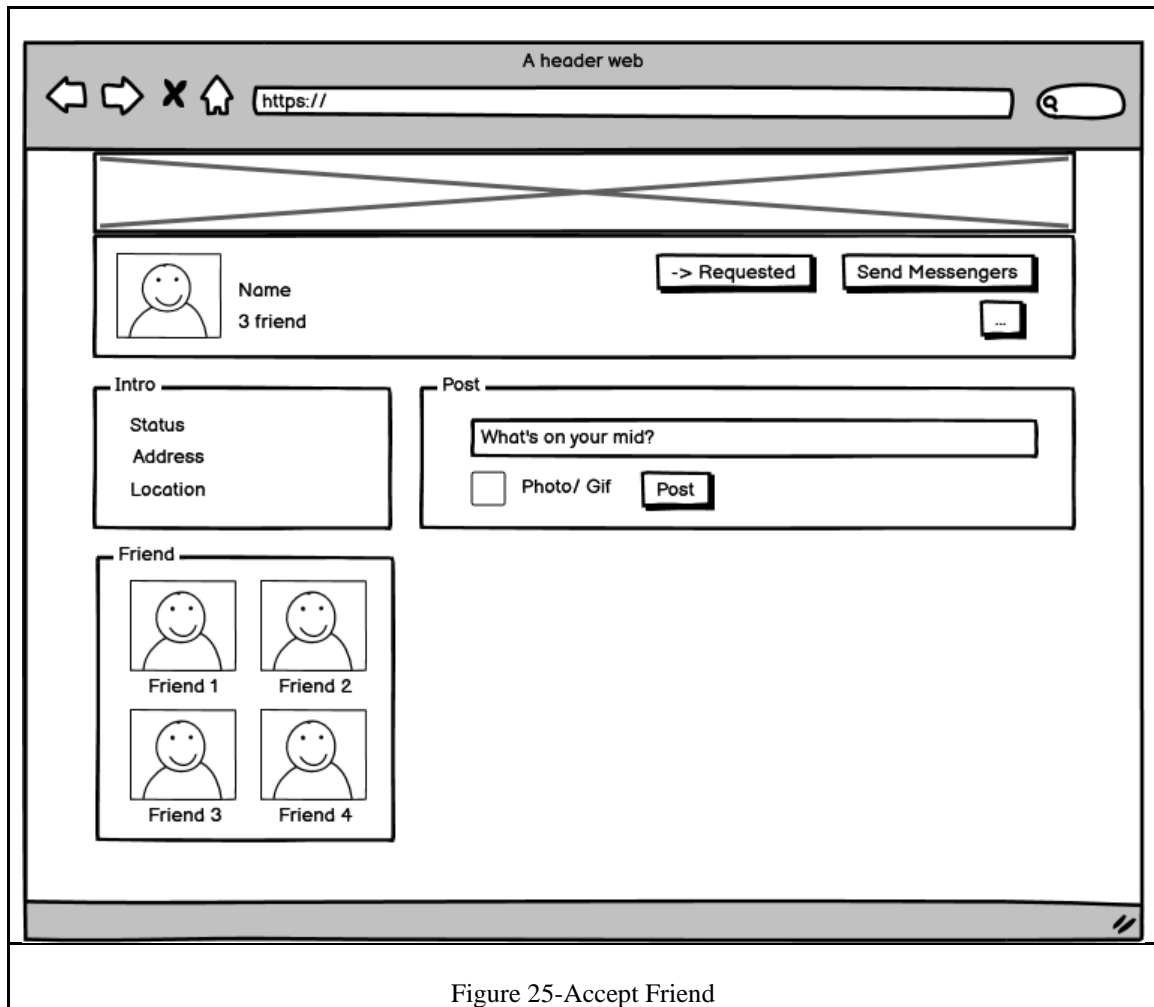 A header web
https://
-> Requested
Send Messengers
Name
3 friend
...
Intro
Status
Address
Location
Post
What's on your mid?
Photo/ Gif
Post
Friend
Friend 1
Friend 2
Friend 3
Friend 4
Figure 25-Accept Friend